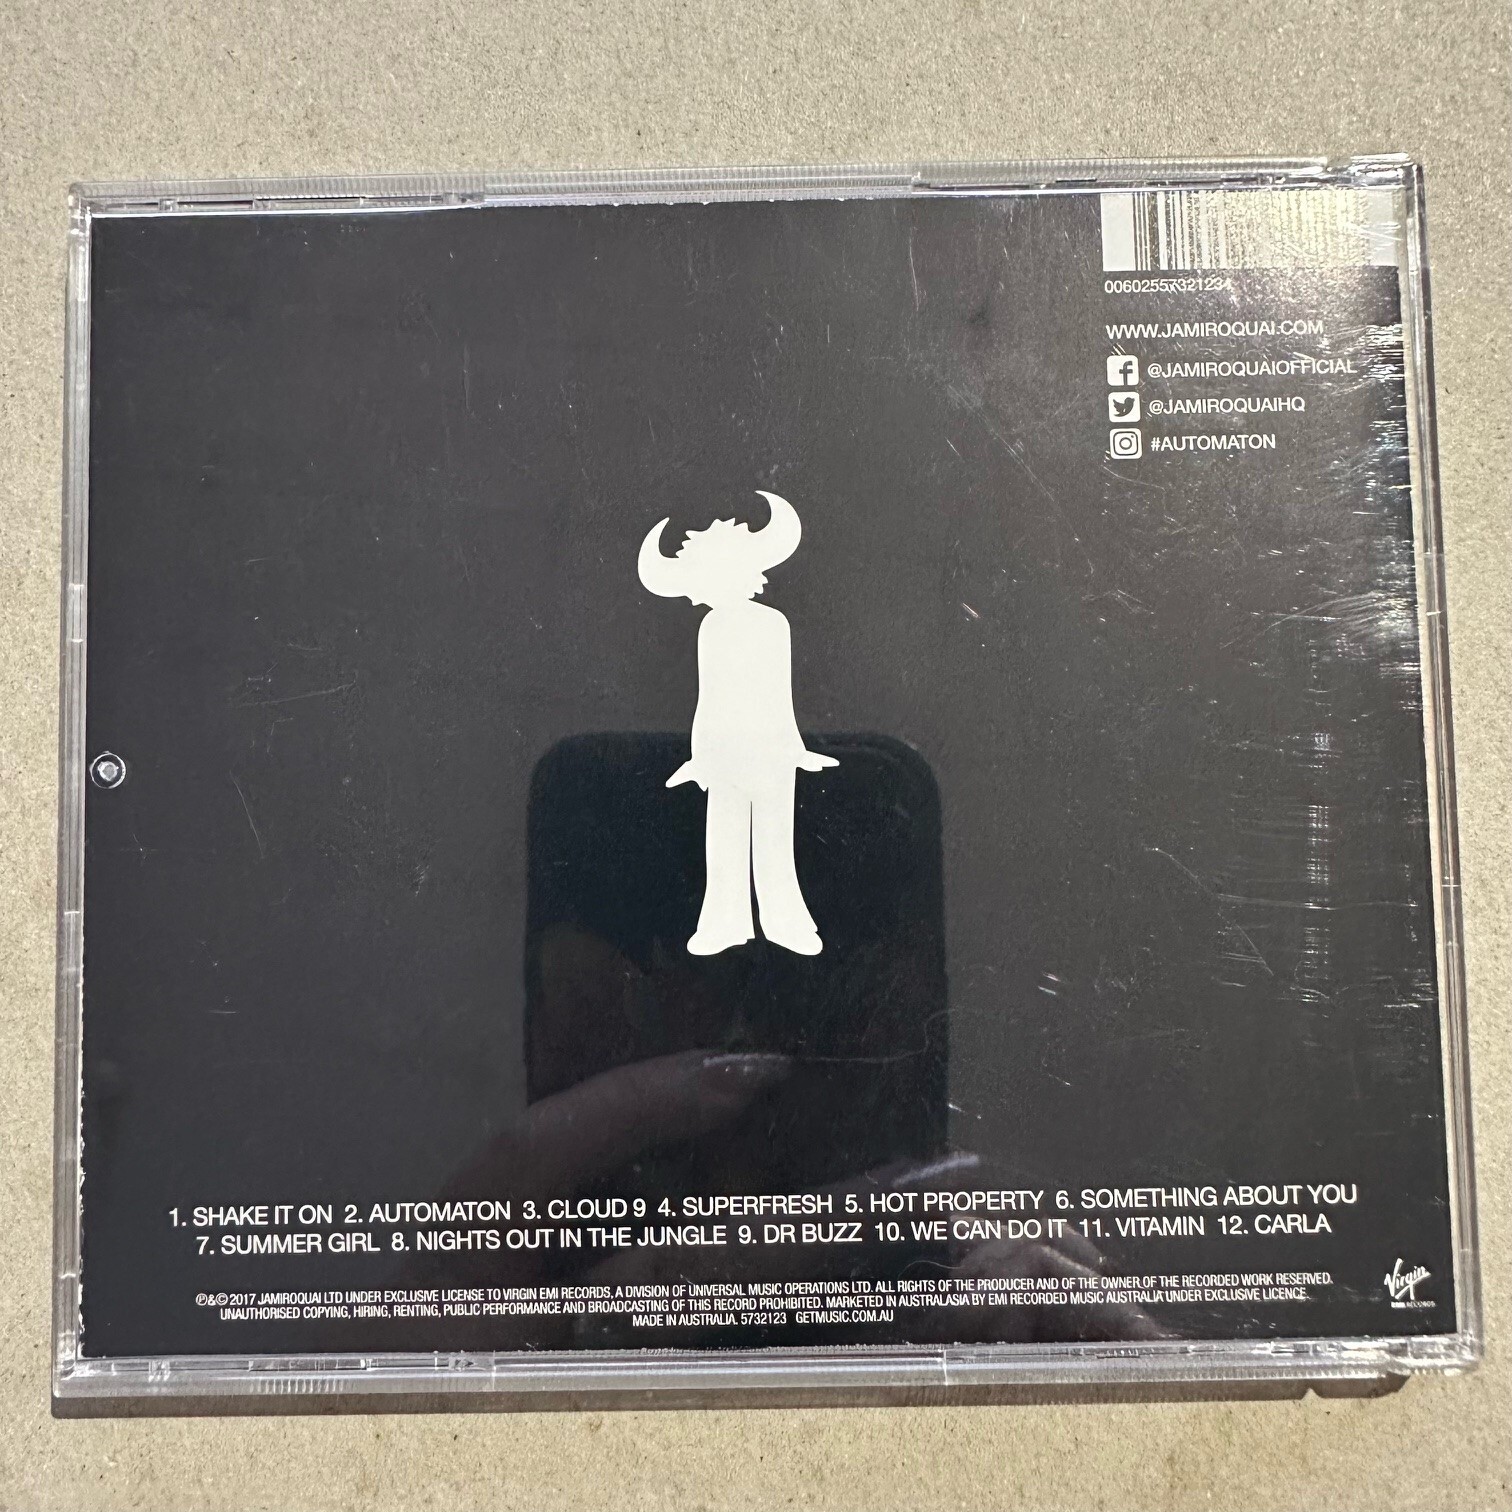 00602557321234
WWW.JAMIROQUAI.COM
@JAMIROQUAIOFFICIAL
@JAMIROQUAIHQ
#AUTOMATON
1. SHAKE IT ON 2. AUTOMATON 3. CLOUD 9 4. SUPERFRESH 5. HOT PROPERTY 6. SOMETHING ABOUT YOU
7. SUMMER GIRL 8. NIGHTS OUT IN THE JUNGLE 9. DR BUZZ 10. WE CAN DO IT 11. VITAMIN 12. CARLA
℗&© 2017 JAMIROQUAI LTD UNDER EXCLUSIVE LICENSE TO VIRGIN EMI RECORDS, A DIVISION OF UNIVERSAL MUSIC OPERATIONS LTD. ALL RIGHTS OF THE PRODUCER AND OF THE OWNER OF THE RECORDED WORK RESERVED.
UNAUTHORISED COPYING, HIRING, RENTING, PUBLIC PERFORMANCE AND BROADCASTING OF THIS RECORD PROHIBITED. MARKETED IN AUSTRALASIA BY EMI RECORDED MUSIC AUSTRALIA UNDER EXCLUSIVE LICENCE.
MADE IN AUSTRALIA. 5732123 GETMUSIC.COM.AU
Virgin
EMI RECORDS